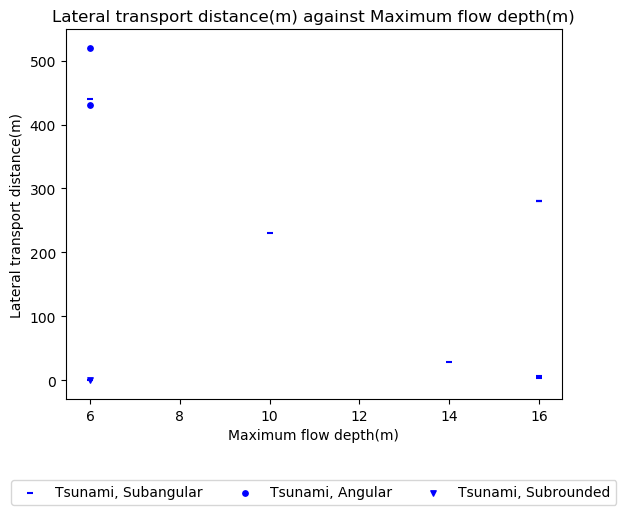 Lateral transport distance(m) against Maximum flow depth(m)
Lateral transport distance(m)
500
400
300
200
100
0
6
8
10
12
14
16
Maximum flow depth(m)
Tsunami, Subangular
Tsunami, Angular
Tsunami, Subrounded